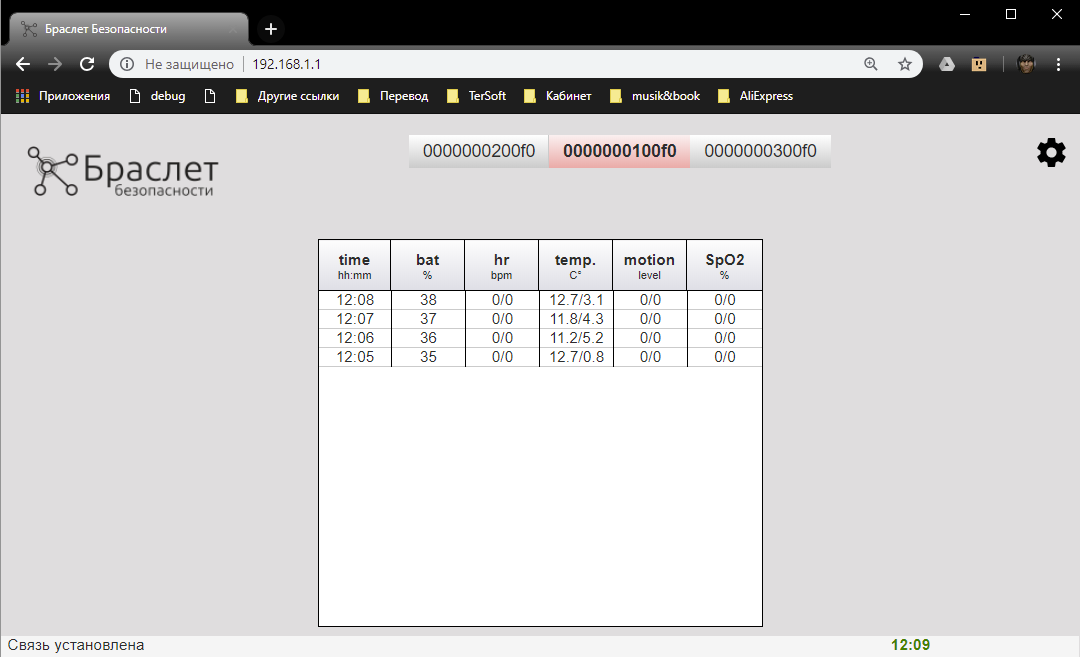 Браслет Безопасности
Не защищено 192.168.1.1
Приложения debug Другие ссылки Перевод TerSoft Кабинет musik&book AliExpress
Браслет
безопасности
0000000200f0 0000000100f0 0000000300f0
time bat hr temp. motion SpO2
hh:mm % bpm C° level %
12:08 38 0/0 12.7/3.1 0/0 0/0
12:07 37 0/0 11.8/4.3 0/0 0/0
12:06 36 0/0 11.2/5.2 0/0 0/0
12:05 35 0/0 12.7/0.8 0/0 0/0
Связь установлена 12:09